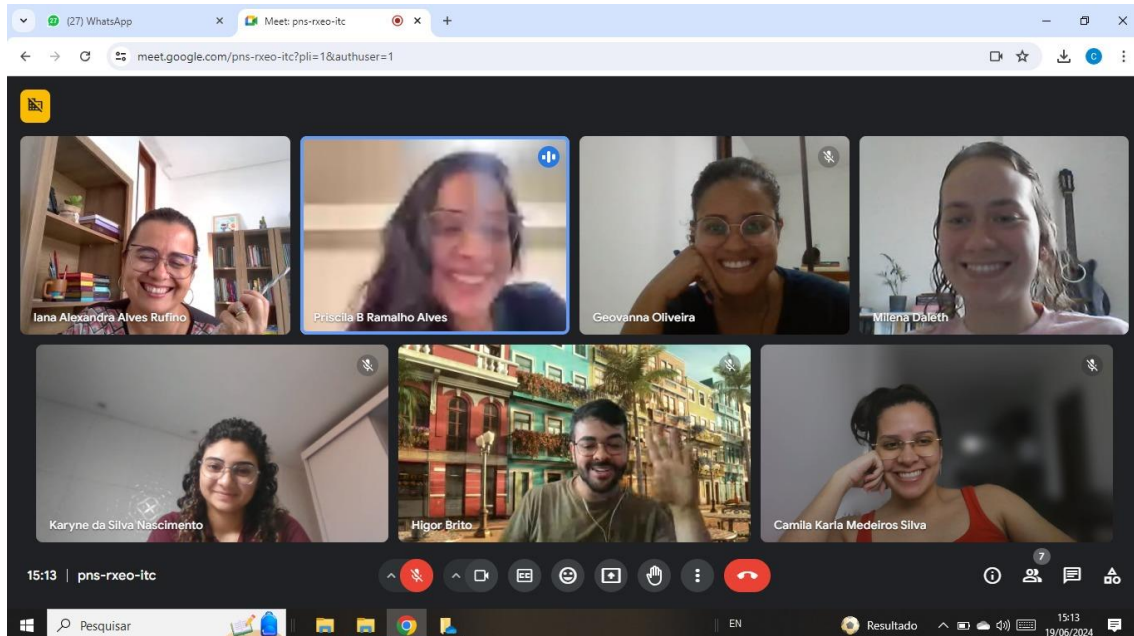 27
(27) WhatsApp
Meet: pns-rxeo-itc
meet.google.com/pns-rxeo-itc?pli=1&authuser=1
C
Iana Alexandra Alves Rufino
Priscila B Ramalho Alves
Geovanna Oliveira
Milena Daleth
Karyne da Silva Nascimento
Higor Brito
Camila Karla Medeiros Silva
15:13 | pns-rxeo-itc
CC
7
Pesquisar
EN
Resultado
15:13
19/06/2024